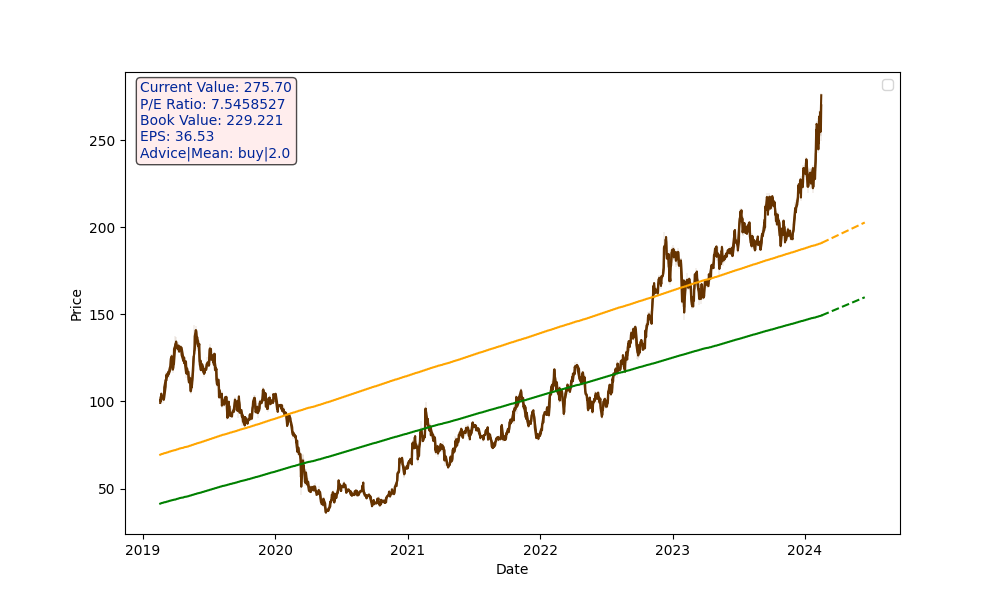 Current Value: 275.70
P/E Ratio: 7.5458527
Book Value: 229.221
EPS: 36.53
Advice|Mean: buy|2.0
Price
250
200
150
100
50
2019 2020 2021 2022 2023 2024
Date